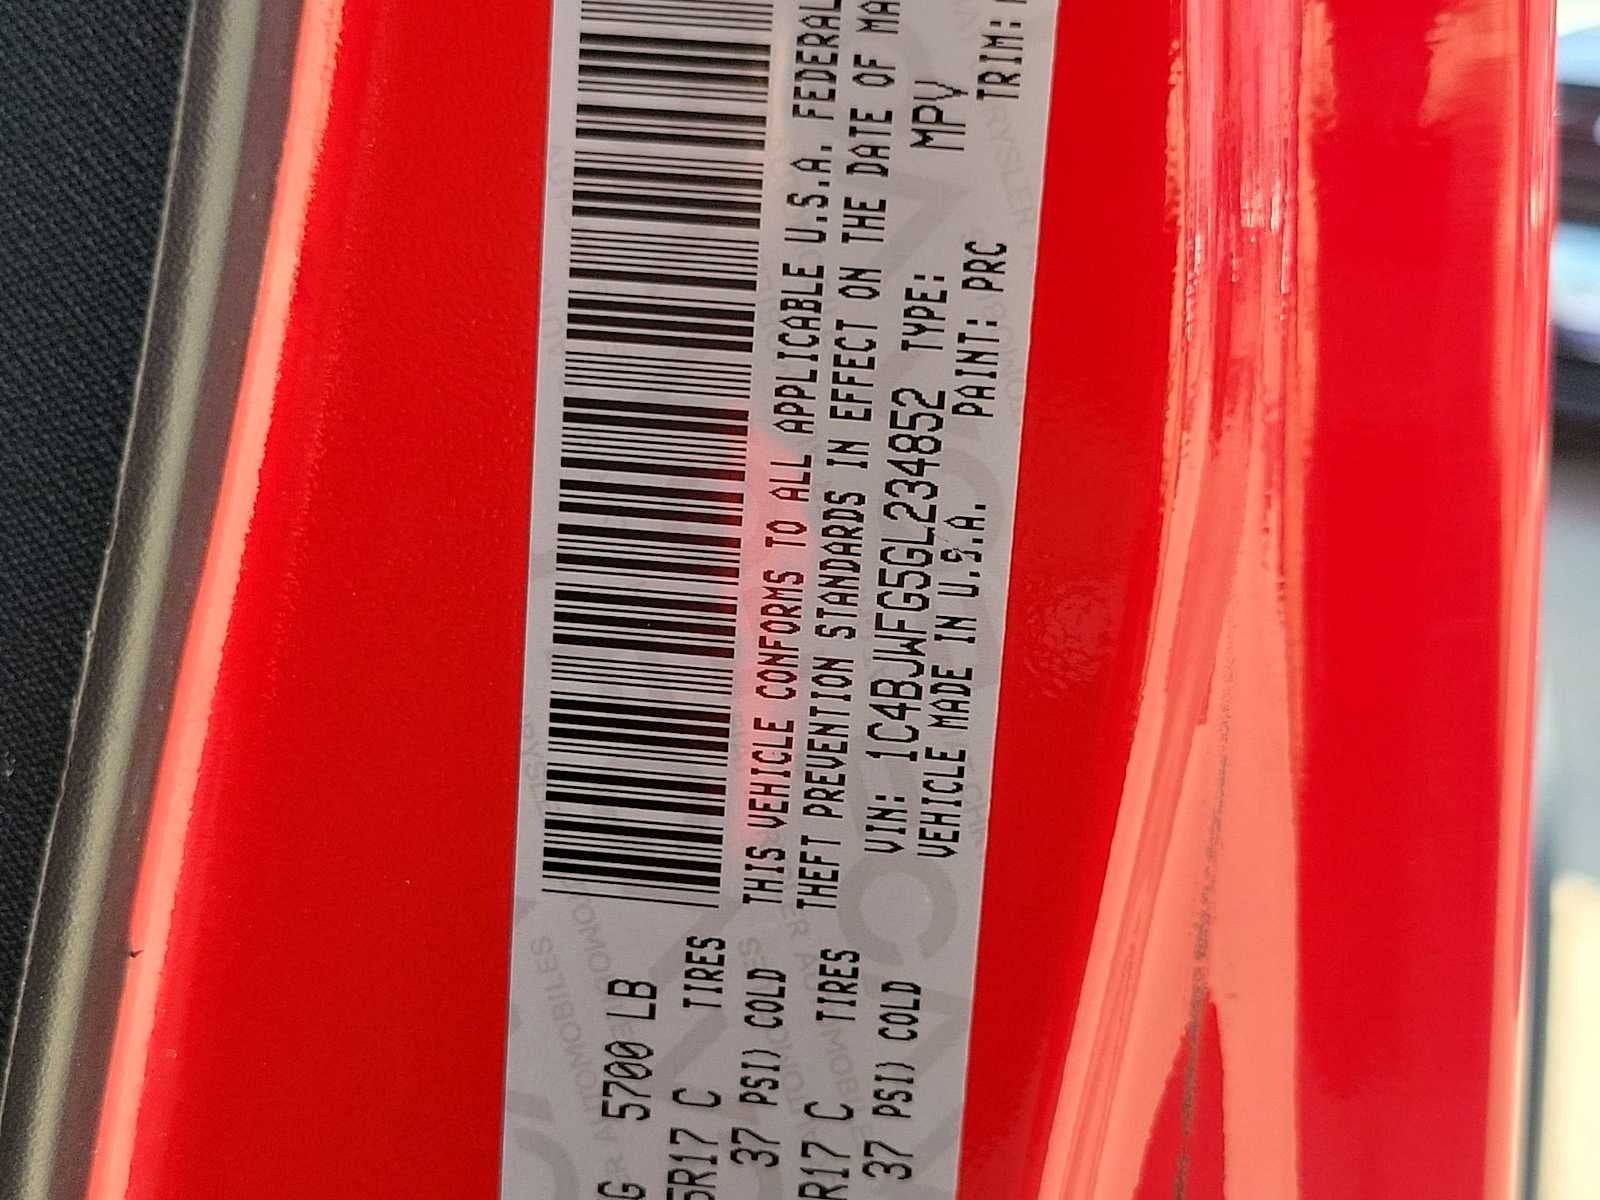 G 5700 LB
5R17 C TIRES
37 PSI) COLD
R17 C TIRES
37 PSI) COLD
THIS VEHICLE CONFORMS TO ALL APPLICABLE U.S.A. FEDERAL
THEFT PREVENTION STANDARDS IN EFFECT ON THE DATE OF MA
VIN: 1C4BJWFG5GL234852 TYPE: MPV
VEHICLE MADE IN U.S.A. PAINT: PRC TRIM: